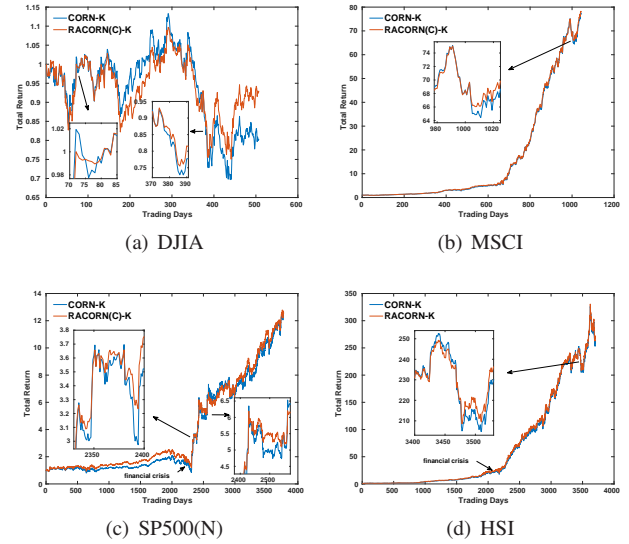 CORN-K
RACORN(C)-K
Total Return
1.15
1.1
1.05
1
0.95
0.9
0.85
0.8
0.75
0.7
0.65
0 100 200 300 400 500 600
Trading Days
1.02
1
0.98
70 75 80 85
0.9
0.85
0.8
0.75
370 380 390
(a) DJIA
CORN-K
RACORN(C)-K
Total Return
80
70
60
50
40
30
20
10
0
0 200 400 600 800 1000 1200
Trading Days
74
72
70
68
66
64
980 1000 1020
(b) MSCI
CORN-K
RACORN(C)-K
Total Return
14
12
10
8
6
4
2
0
0 500 1000 1500 2000 2500 3000 3500 4000
Trading Days
3.8
3.7
3.6
3.5
3.4
3.3
3.2
3.1
3
2350 2400
6.5
6
5.5
5
4.5
2400 2500
financial crisis
(c) SP500(N)
CORN-K
RACORN-K
Total Return
350
300
250
200
150
100
50
0
0 500 1000 1500 2000 2500 3000 3500 4000
Trading Days
250
240
230
220
210
3400 3450 3500
financial crisis
(d) HSI